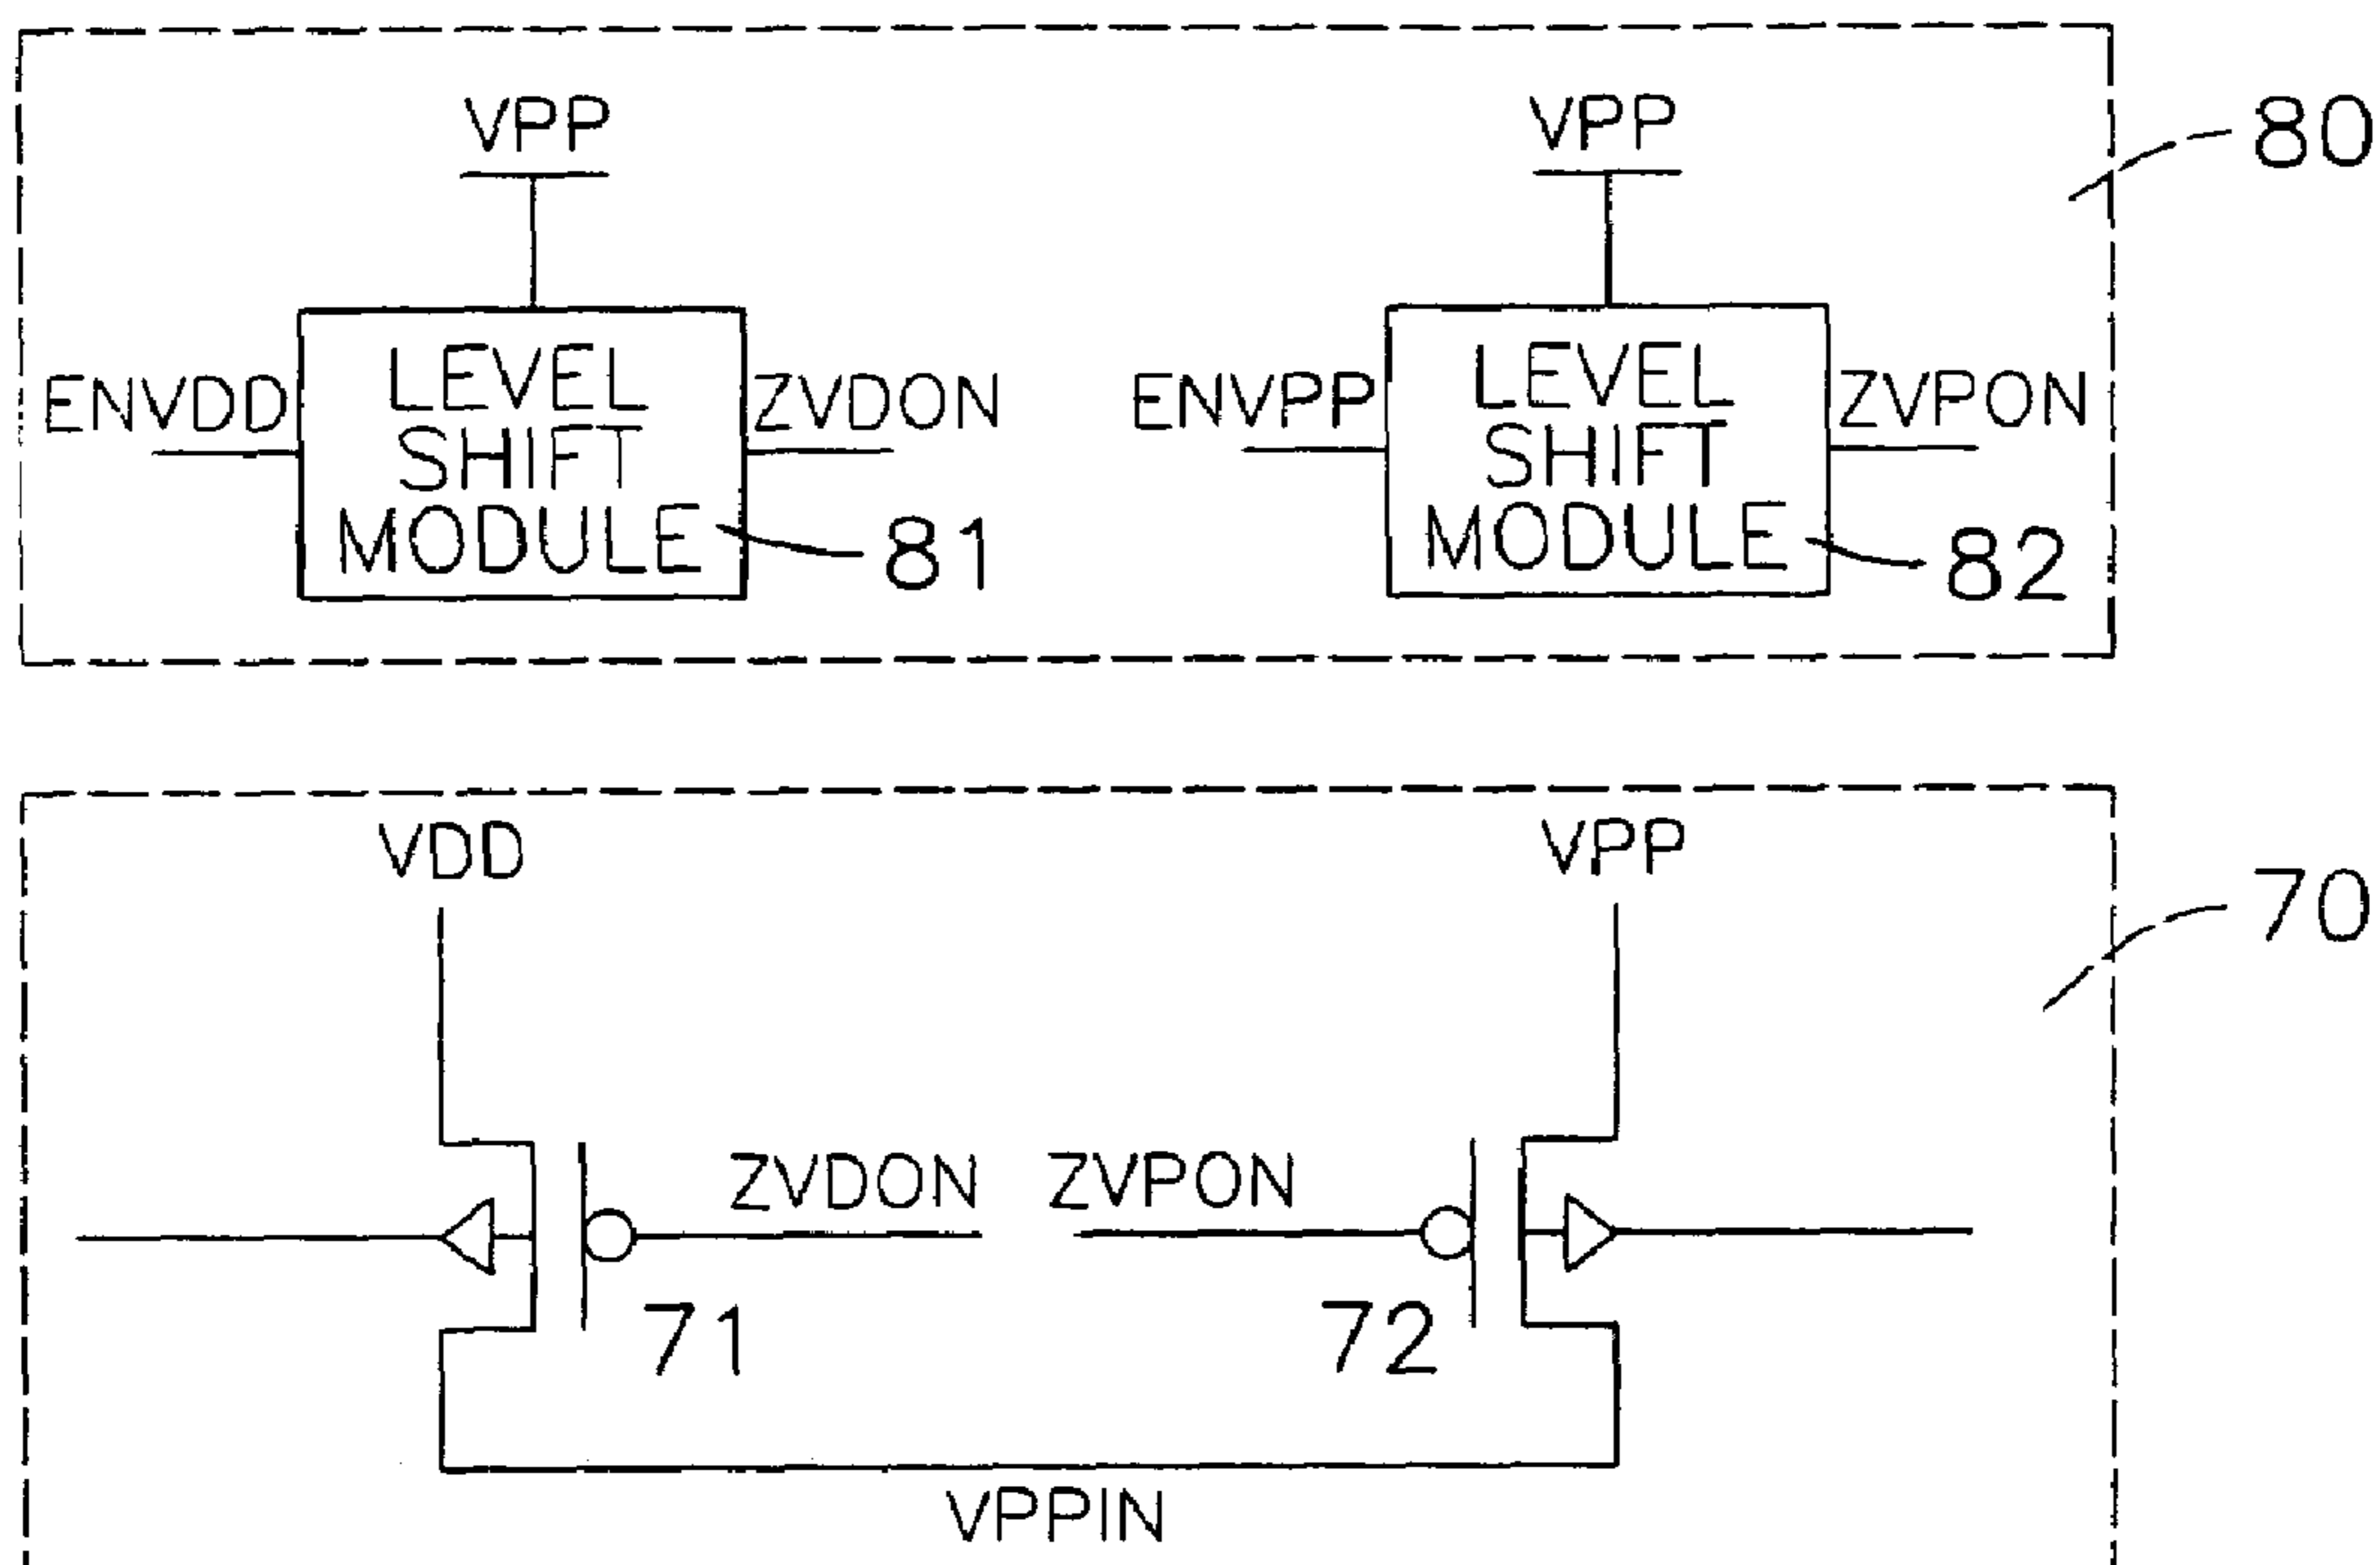 VPP
VPP
80
ENVDD
LEVEL
SHIFT
MODULE
ZVDON
81
ENVPP
LEVEL
SHIFT
MODULE
ZVPON
82
VDD
VPP
70
ZVDON
ZVPON
71
72
VPPIN